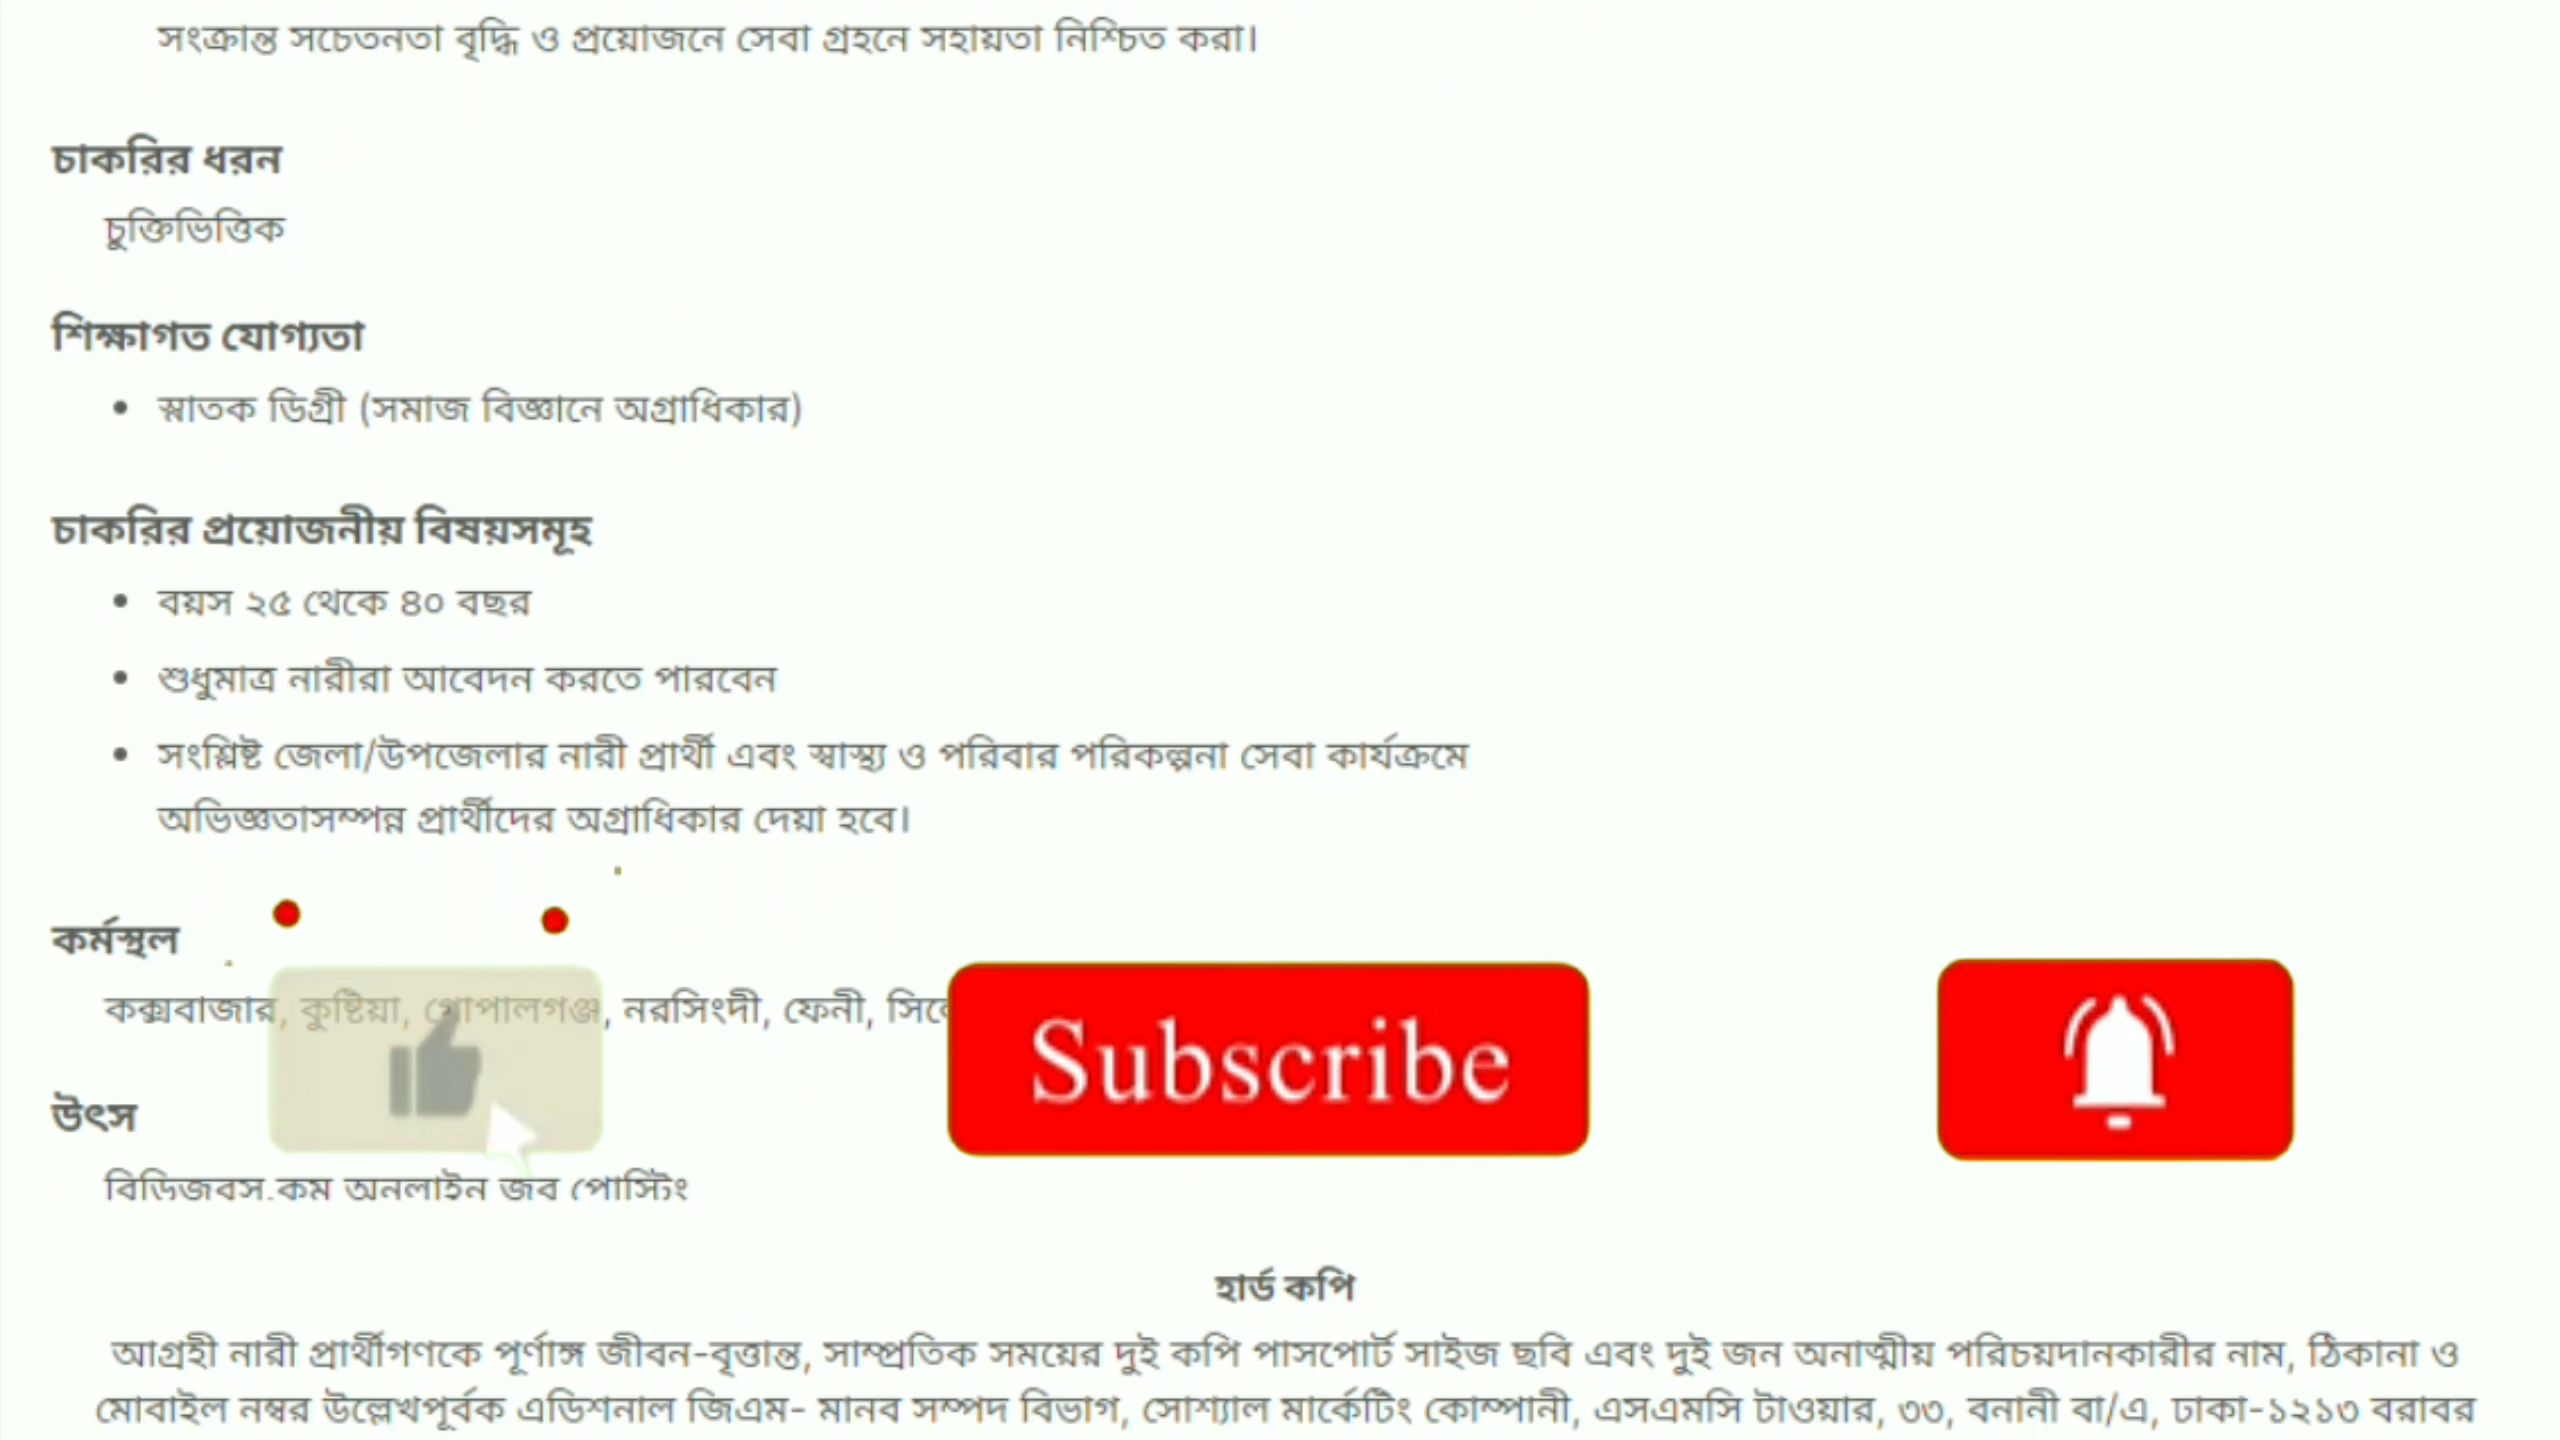 সংক্রান্ত সচেতনতা বৃদ্ধি ও প্রয়োজনে সেবা গ্রহনে সহায়তা নিশ্চিত করা।
চাকরির ধরন
চুক্তিভিত্তিক
শিক্ষাগত যোগ্যতা
• স্নাতক ডিগ্রী (সমাজ বিজ্ঞানে অগ্রাধিকার)
চাকরির প্রয়োজনীয় বিষয়সমূহ
• বয়স ২৫ থেকে ৪০ বছর
• শুধুমাত্র নারীরা আবেদন করতে পারবেন
• সংশ্লিষ্ট জেলা/উপজেলার নারী প্রার্থী এবং স্বাস্থ্য ও পরিবার পরিকল্পনা সেবা কার্যক্রমে
অভিজ্ঞতাসম্পন্ন প্রার্থীদের অগ্রাধিকার দেয়া হবে।
কর্মস্থল
কক্সবাজার, কুষ্টিয়া, গোপালগঞ্জ, নরসিংদী, ফেনী,
Subscribe
উৎস
বিডিজবস.কম অনলাইন জব পোস্টিং
হার্ড কপি
আগ্রহী নারী প্রার্থীগণকে পূর্ণাঙ্গ জীবন-বৃত্তান্ত, সাম্প্রতিক সময়ের দুই কপি পাসপোর্ট সাইজ ছবি এবং দুই জন অনাত্মীয় পরিচয়দানকারীর নাম, ঠিকানা ও
মোবাইল নম্বর উল্লেখপূর্বক এডিশনাল জিএম- মানব সম্পদ বিভাগ, সোশ্যাল মার্কেটিং কোম্পানী, এসএমসি টাওয়ার, ৩৩, বনানী বা/এ, ঢাকা-১২১৩ বরাবর